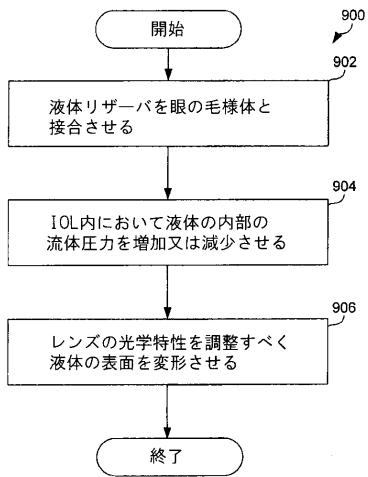 900
開始
902
液体リザーバを眼の毛様体と
接合させる
904
IOL内において液体の内部の
流体圧力を増加又は減少させる
906
レンズの光学特性を調整すべく
液体の表面を変形させる
終了